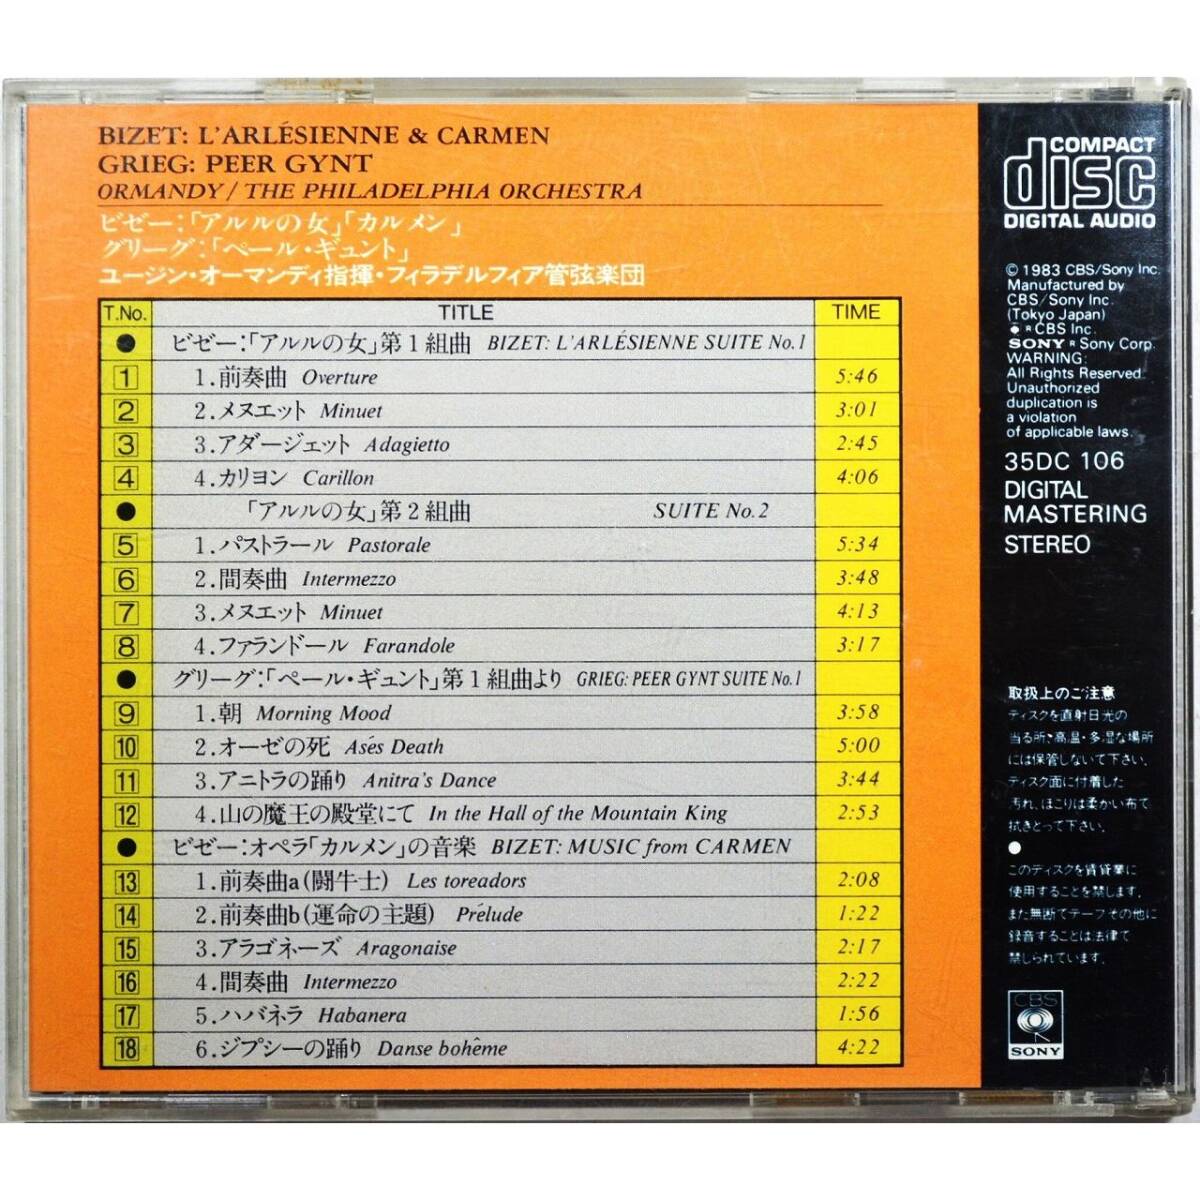 BIZET: L'ARLÉSIENNE & CARMEN
GRIEG: PEER GYNT
ORMANDY / THE PHILADELPHIA ORCHESTRA
ビゼー:「アルルの女」「カルメン」
グリーグ:「ペール・ギュント」
ユージン・オーマンディ指揮・フィラデルフィア管弦楽団
T.No. TITLE TIME
● ビゼー:「アルルの女」第1組曲 BIZET: L'ARLÉSIENNE SUITE No.1
1 1.前奏曲 Overture 5:46
2 2.メヌエット Minuet 3:01
3 3.アダージェット Adagietto 2:45
4 4.カリヨン Carillon 4:06
● 「アルルの女」第2組曲 SUITE No.2
5 1.パストラール Pastorale 5:34
6 2.間奏曲 Intermezzo 3:48
7 3.メヌエット Minuet 4:13
8 4.ファランドール Farandole 3:17
● グリーグ:「ペール・ギュント」第1組曲より GRIEG: PEER GYNT SUITE No.1
9 1.朝 Morning Mood 3:58
10 2.オーゼの死 Asés Death 5:00
11 3.アニトラの踊り Anitra's Dance 3:44
12 4.山の魔王の殿堂にて In the Hall of the Mountain King 2:53
● ビゼー:オペラ「カルメン」の音楽 BIZET: MUSIC from CARMEN
13 1.前奏曲a(闘牛士) Les toreadors 2:08
14 2.前奏曲b(運命の主題) Prélude 1:22
15 3.アラゴネーズ Aragonaise 2:17
16 4.間奏曲 Intermezzo 2:22
17 5.ハバネラ Habanera 1:56
18 6.ジプシーの踊り Danse bohême 4:22
COMPACT
disc
DIGITAL AUDIO
© 1983 CBS/Sony Inc.
Manufactured by
CBS/Sony Inc.
(Tokyo Japan)
® CBS Inc.
SONY ® Sony Corp.
WARNING:
All Rights Reserved.
Unauthorized
duplication is
a violation
of applicable laws.
35DC 106
DIGITAL
MASTERING
STEREO
取扱上のご注意
ディスクを直射日光の
当る所、高温・多湿な場所
には保管しないで下さい。
ディスク面に付着した
汚れ、ほこりは柔かい布で
拭きとって下さい。
●
このディスクを賃貸業に
使用することを禁します。
また無断でテープその他に
録音することは法律で
禁じられています。
CBS
SONY